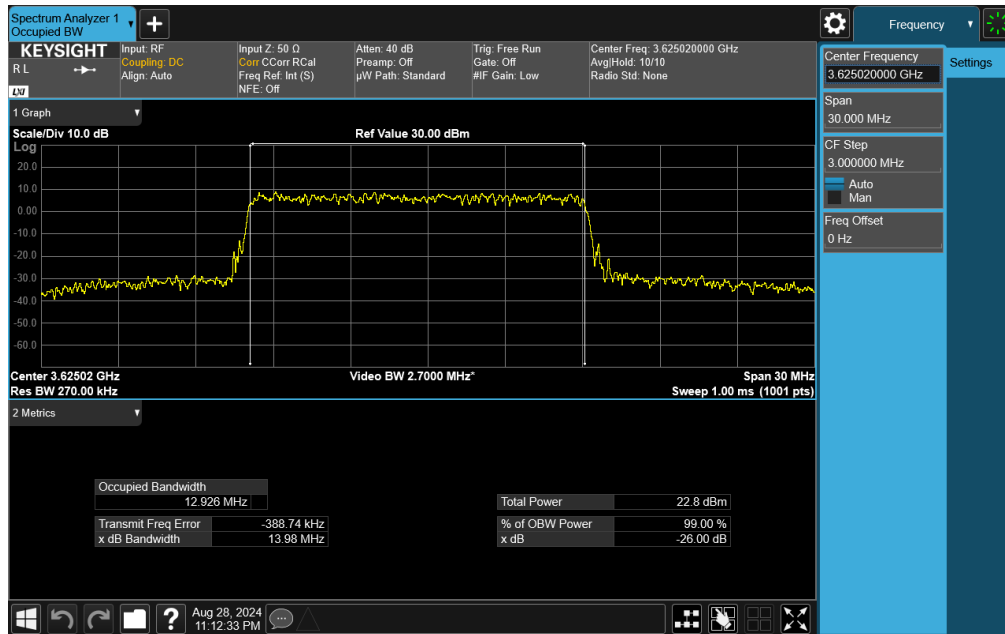 Spectrum Analyzer 1
Occupied BW
Frequency
KEYSIGHT
R L
LXI
Input: RF
Coupling: DC
Align: Auto
Input Z: 50 Ω
Corr CCorr RCal
Freq Ref: Int (S)
NFE: Off
Atten: 40 dB
Preamp: Off
µW Path: Standard
Trig: Free Run
Gate: Off
#IF Gain: Low
Center Freq: 3.625020000 GHz
Avg|Hold: 10/10
Radio Std: None
Center Frequency
3.625020000 GHz
Settings
Span
30.000 MHz
CF Step
3.000000 MHz
Auto
Man
Freq Offset
0 Hz
1 Graph
Scale/Div 10.0 dB
Ref Value 30.00 dBm
Log
20.0
10.0
0.00
-10.0
-20.0
-30.0
-40.0
-50.0
-60.0
Center 3.62502 GHz
Video BW 2.7000 MHz*
Span 30 MHz
Res BW 270.00 kHz
Sweep 1.00 ms (1001 pts)
2 Metrics
Occupied Bandwidth
12.926 MHz
Total Power 22.8 dBm
Transmit Freq Error -388.74 kHz
% of OBW Power 99.00 %
x dB Bandwidth 13.98 MHz
x dB -26.00 dB
Aug 28, 2024
11:12:33 PM